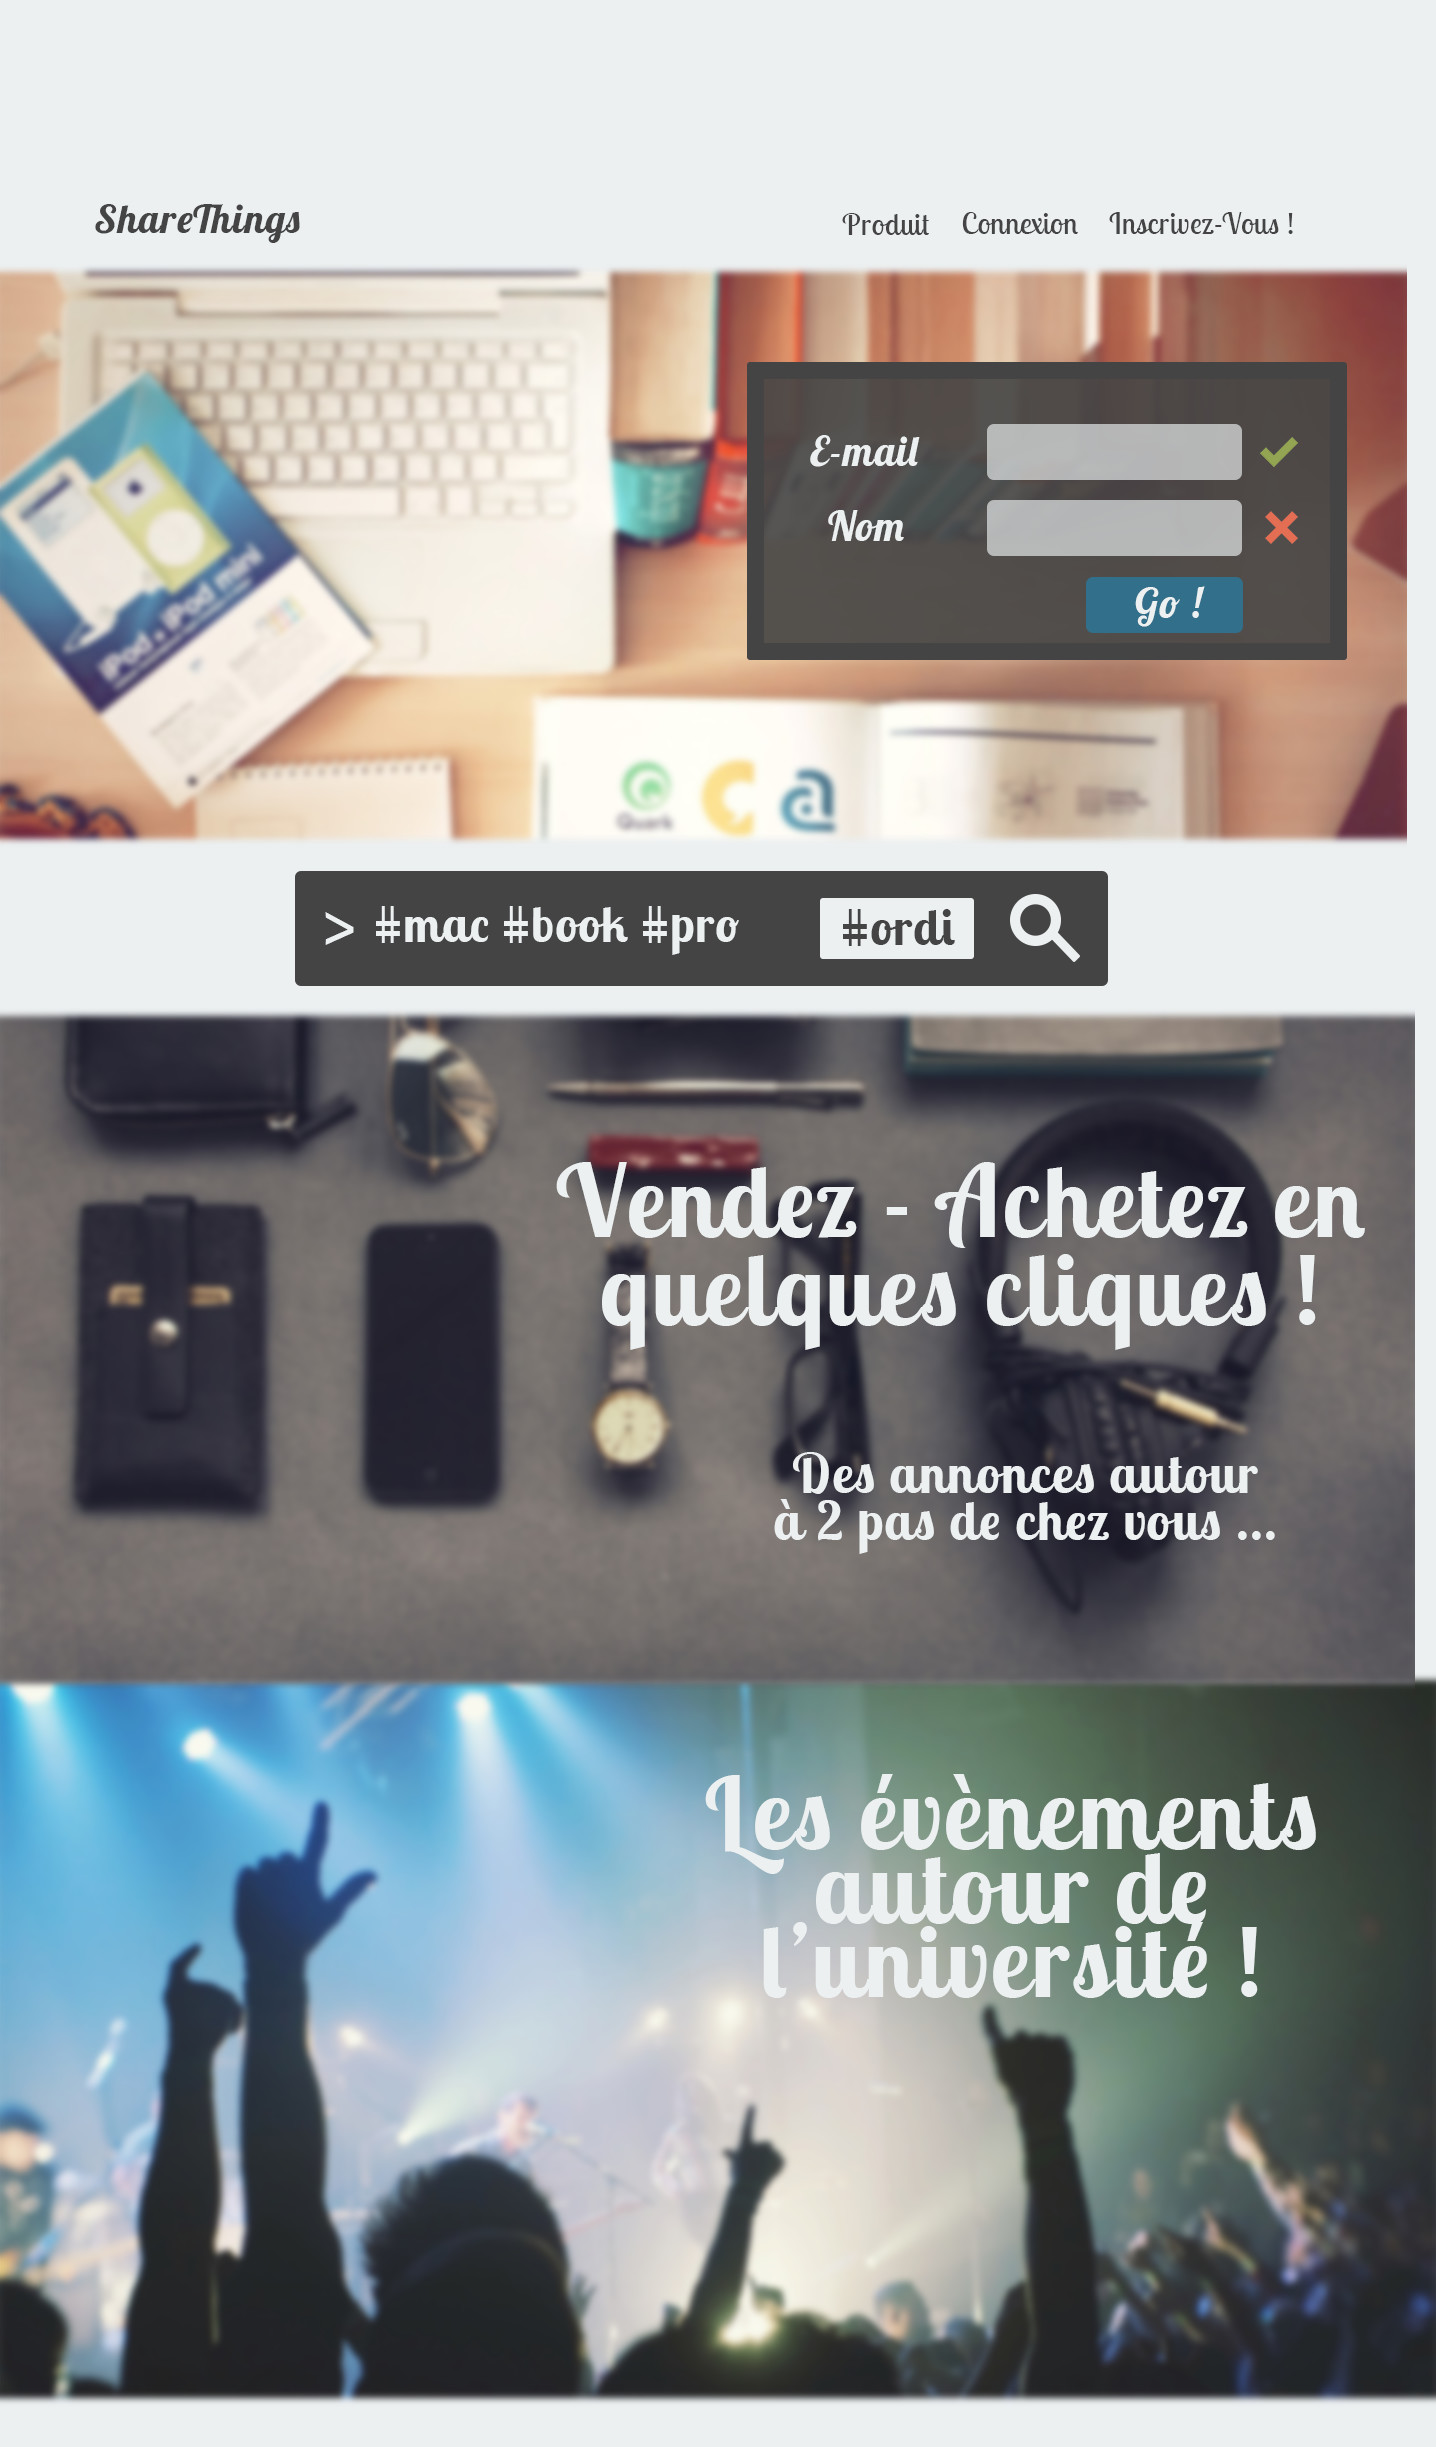 ShareThings
Produit Connexion Inscrivez-Vous !
E-mail
Nom
Go !
iPod + iPod mini
Quark
> #mac #book #pro #ordi
Vendez - Achetez en
quelques cliques !
Des annonces autour
à 2 pas de chez vous ...
Les évènements
autour de
l'université !